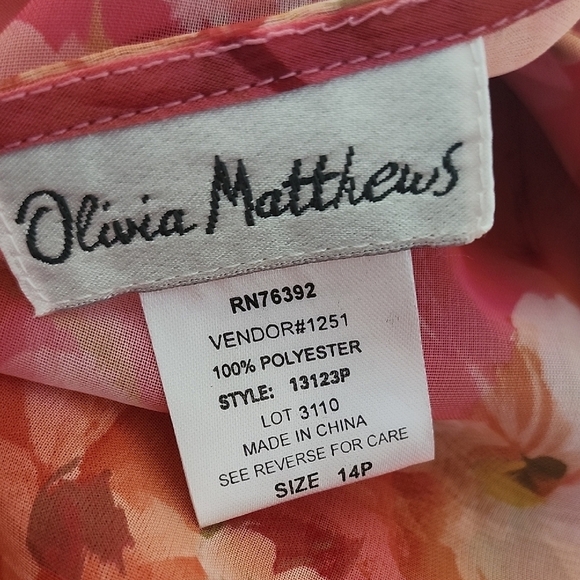 Olivia Matthews
RN76392
VENDOR#1251
100% POLYESTER
STYLE: 13123P
LOT 3110
MADE IN CHINA
SEE REVERSE FOR CARE
SIZE 14P